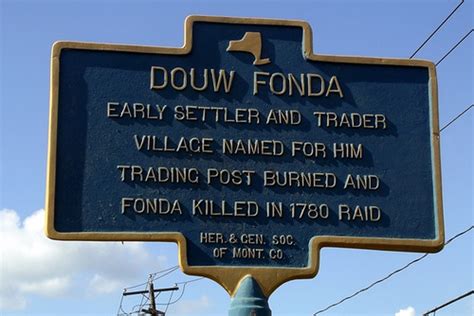 DOUW FONDA
EARLY SETTLER AND TRADER
VILLAGE NAMED FOR HIM
TRADING POST BURNED AND
FONDA KILLED IN 1780 RAID
HER. & GEN. SOC.
OF MONT. CO